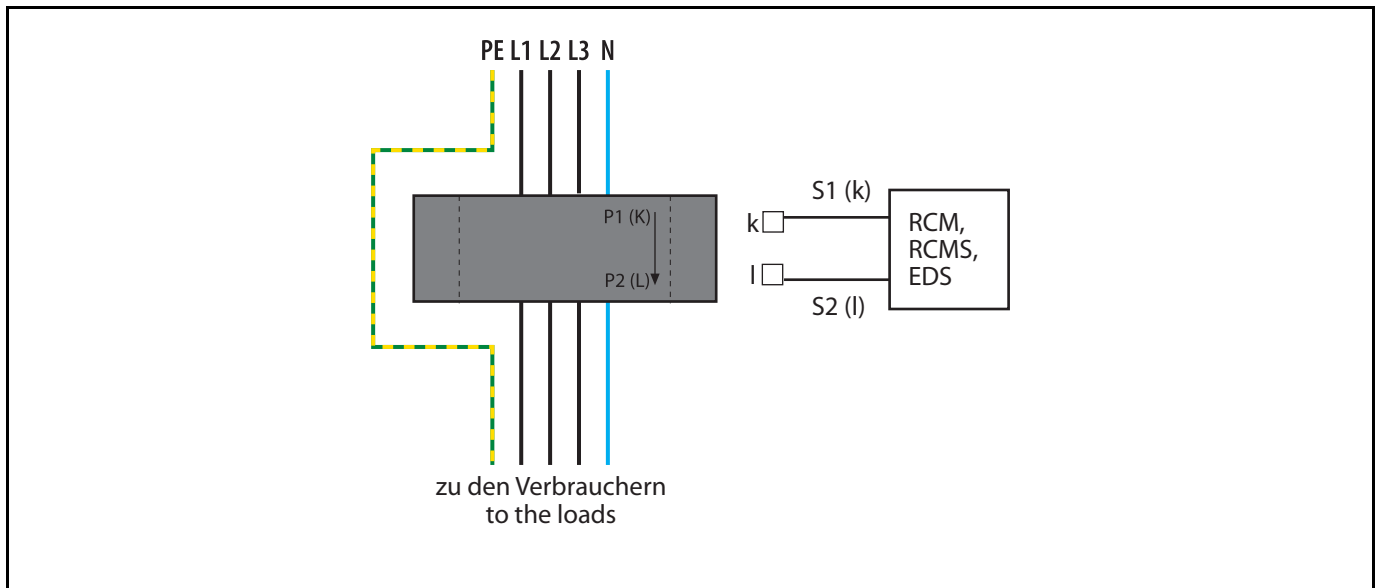 PE L1 L2 L3 N
P1 (K)
P2 (L)
k
l
S1 (k)
S2 (l)
RCM,
RCMS,
EDS
zu den Verbrauchern
to the loads